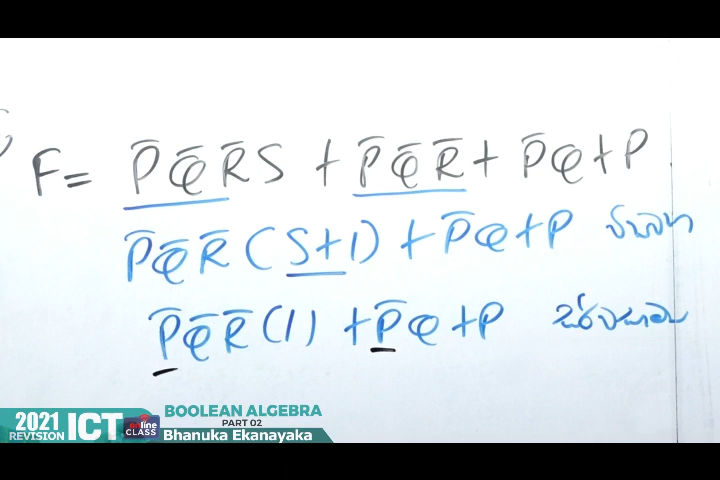 F = P̄Q̄R̄S + P̄Q̄R̄ + P̄Q + P
P̄Q̄R̄(S+1) + P̄Q + P
P̄Q̄R̄(1) + P̄Q + P
2021
REVISION
ICT
online
CLASS
BOOLEAN ALGEBRA
PART 02
Bhanuka Ekanayaka